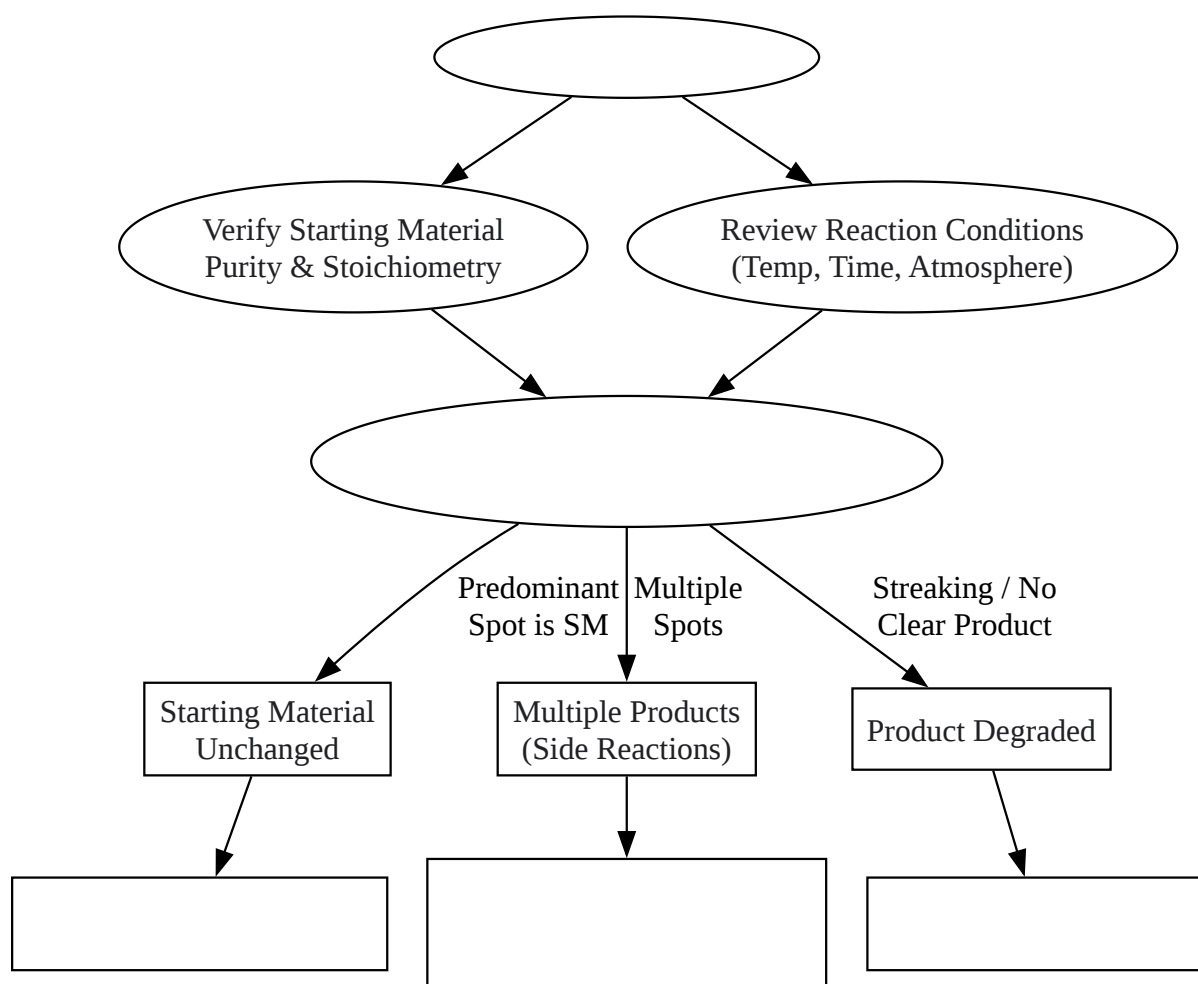 Verify Starting Material
Purity & Stoichiometry
Review Reaction Conditions
(Temp, Time, Atmosphere)
Predominant
Spot is SM
Multiple
Spots
Streaking / No
Clear Product
Starting Material
Unchanged
Multiple Products
(Side Reactions)
Product Degraded